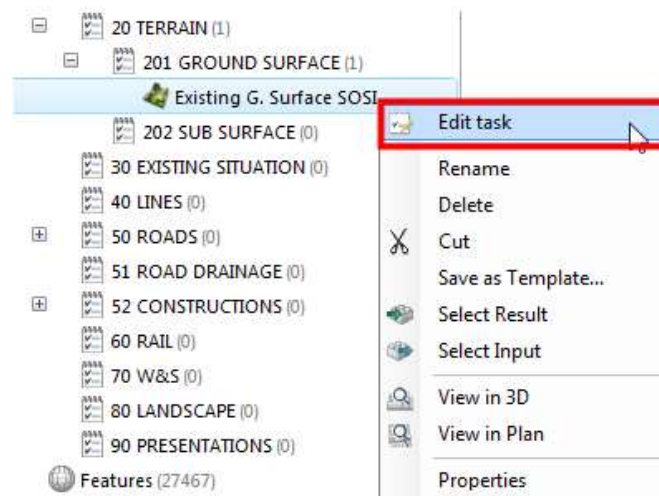 20 TERRAIN (1)
201 GROUND SURFACE (1)
Existing G. Surface SOSI
202 SUB SURFACE (0)
30 EXISTING SITUATION (0)
40 LINES (0)
50 ROADS (0)
51 ROAD DRAINAGE (0)
52 CONSTRUCTIONS (0)
60 RAIL (0)
70 W&S (0)
80 LANDSCAPE (0)
90 PRESENTATIONS (0)
Features (27467)
Edit task
Rename
Delete
Cut
Save as Template...
Select Result
Select Input
View in 3D
View in Plan
Properties